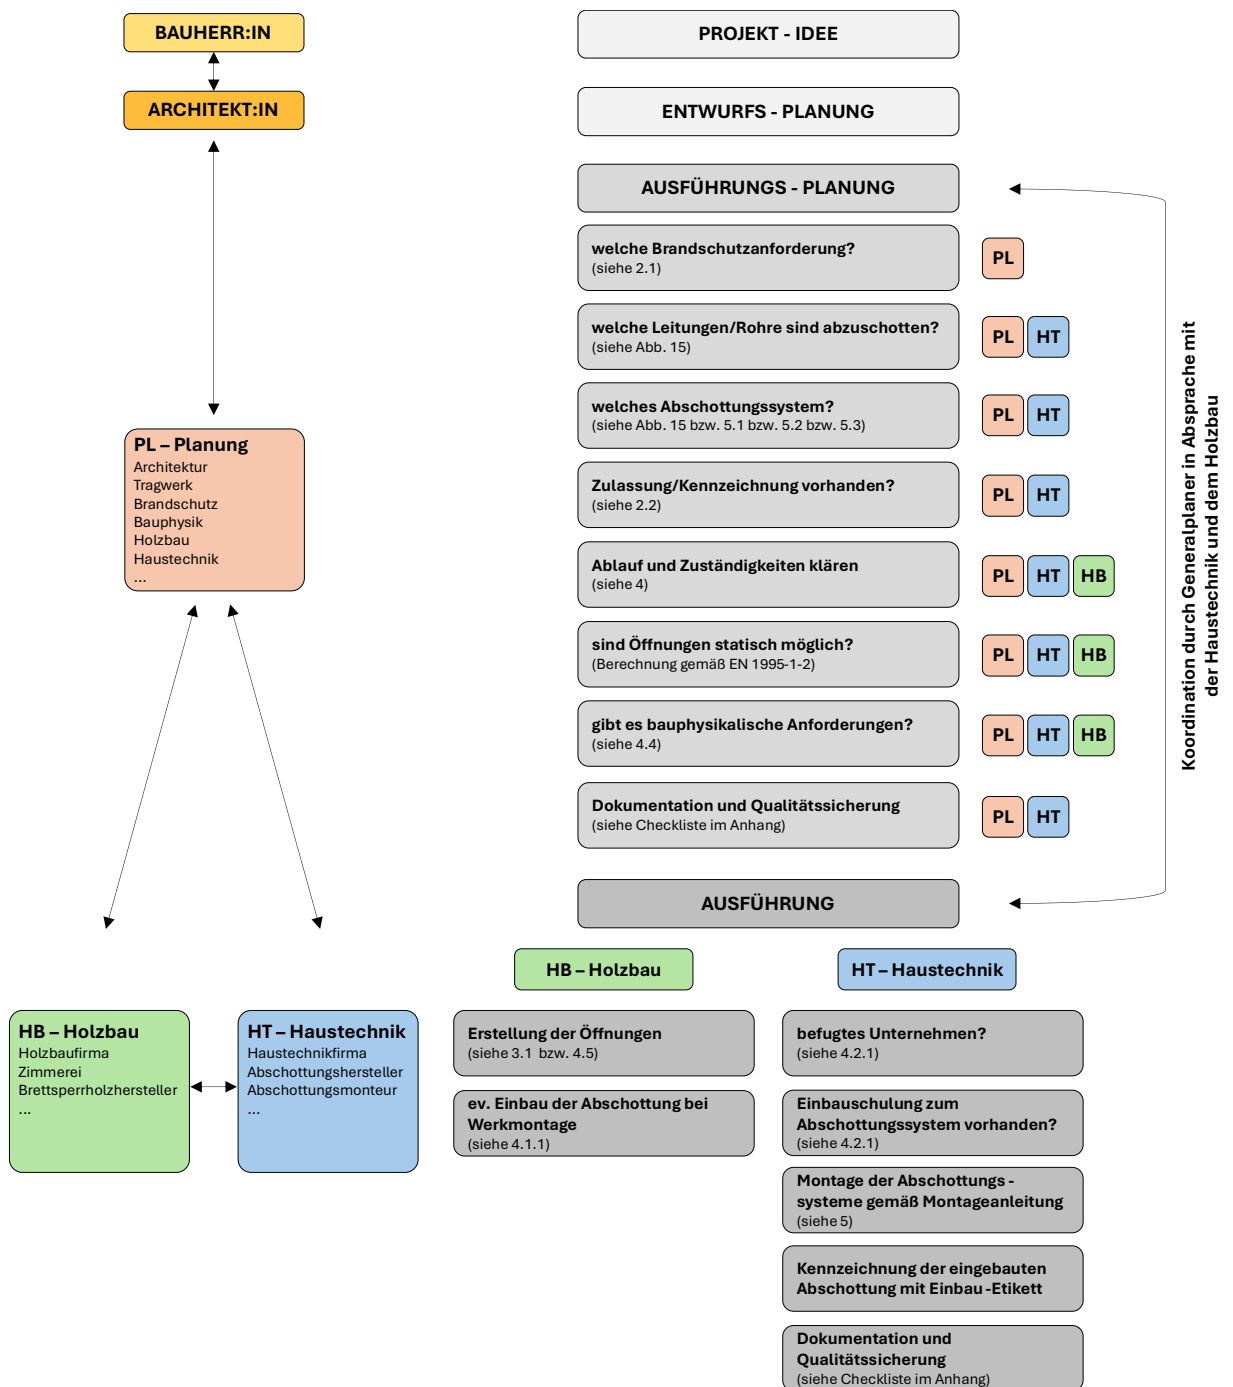 BAUHERR:IN
ARCHITEKT:IN
PL – Planung
Architektur
Tragwerk
Brandschutz
Bauphysik
Holzbau
Haustechnik
...
HB – Holzbau
Holzbaufirma
Zimmerei
Brettsperrholzhersteller
...
HT – Haustechnik
Haustechnikfirma
Abschottungshersteller
Abschottungsmonteur
...
PROJEKT - IDEE
ENTWURFS - PLANUNG
AUSFÜHRUNGS - PLANUNG
welche Brandschutzanforderung?
(siehe 2.1)
PL
welche Leitungen/Rohre sind abzuschotten?
(siehe Abb. 15)
PL HT
welches Abschottungssystem?
(siehe Abb. 15 bzw. 5.1 bzw. 5.2 bzw. 5.3)
PL HT
Zulassung/Kennzeichnung vorhanden?
(siehe 2.2)
PL HT
Ablauf und Zuständigkeiten klären
(siehe 4)
PL HT HB
sind Öffnungen statisch möglich?
(Berechnung gemäß EN 1995-1-2)
PL HT HB
gibt es bauphysikalische Anforderungen?
(siehe 4.4)
PL HT HB
Dokumentation und Qualitätssicherung
(siehe Checkliste im Anhang)
PL HT
Koordination durch Generalplaner in Absprache mit
der Haustechnik und dem Holzbau
AUSFÜHRUNG
HB – Holzbau
Erstellung der Öffnungen
(siehe 3.1 bzw. 4.5)
ev. Einbau der Abschottung bei
Werkmontage
(siehe 4.1.1)
HT – Haustechnik
befugtes Unternehmen?
(siehe 4.2.1)
Einbauschulung zum
Abschottungssystem vorhanden?
(siehe 4.2.1)
Montage der Abschottungs -
systeme gemäß Montageanleitung
(siehe 5)
Kennzeichnung der eingebauten
Abschottung mit Einbau -Etikett
Dokumentation und
Qualitätssicherung
(siehe Checkliste im Anhang)